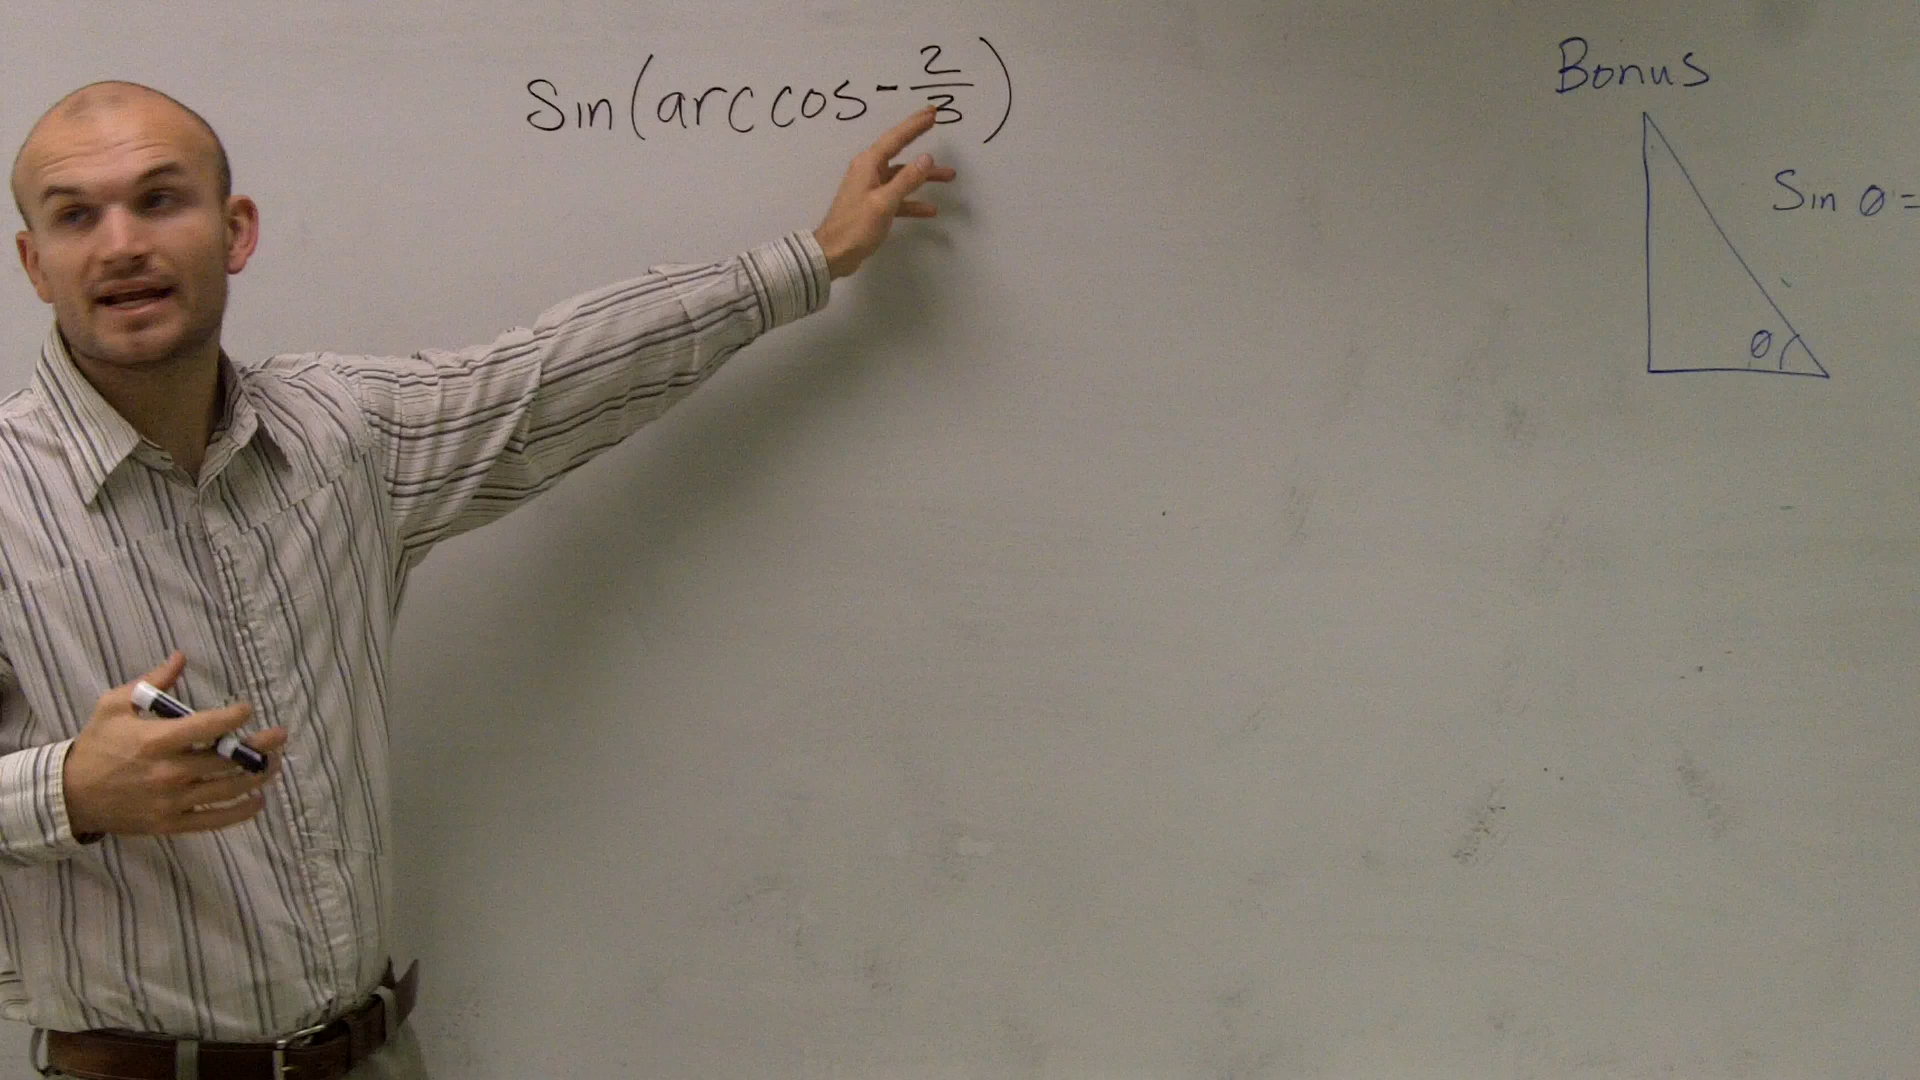 sin(arccos -2/3)
Bonus
Sin θ =
θ